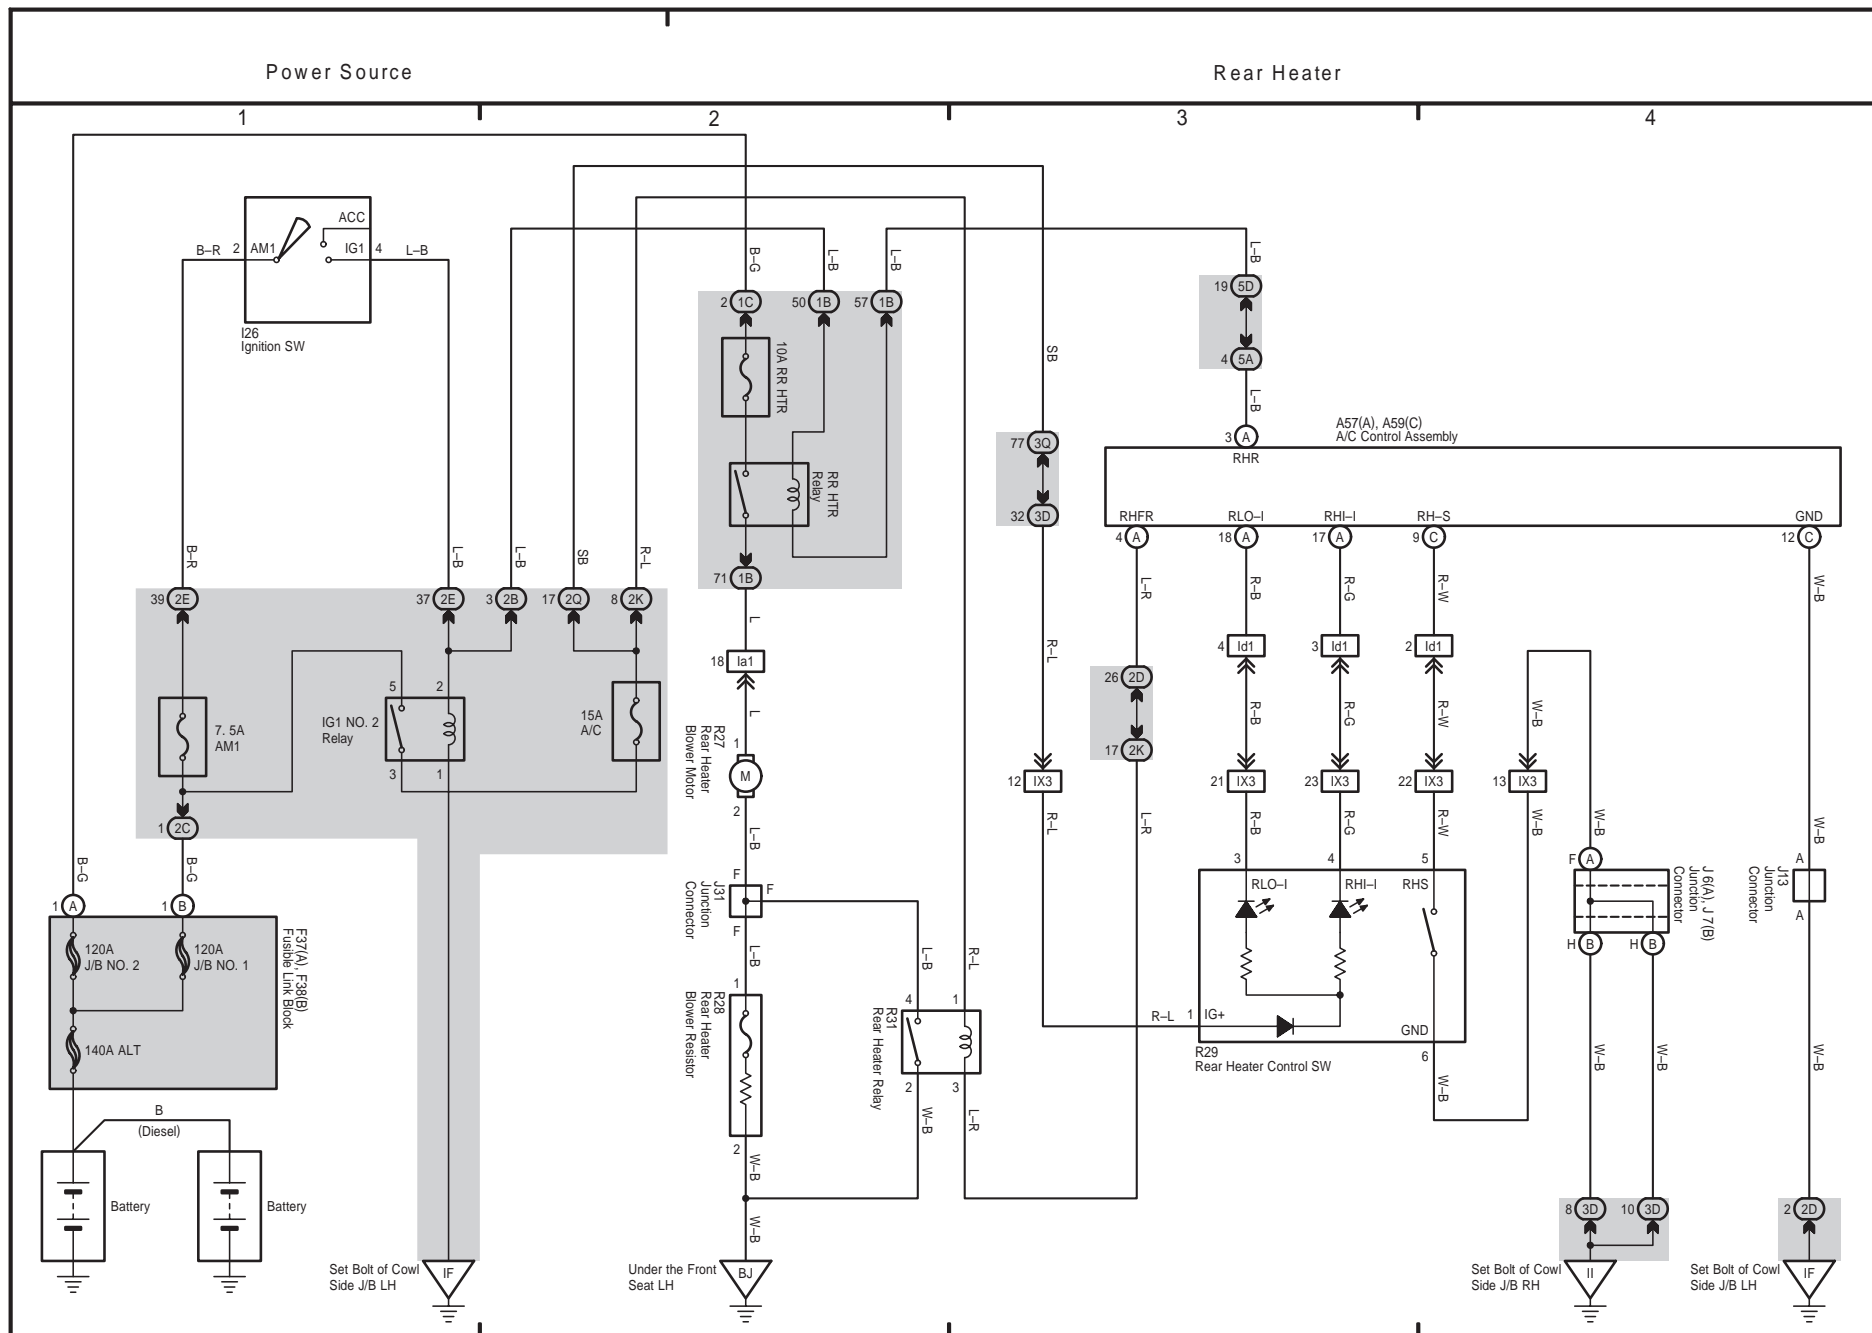 Power Source
Rear Heater
1
2
3
4
ACC
B–R 2 AM1 IG1 4 L–B
I26
Ignition SW
B–G
L–B
L–B
L–B
2 1C
50 1B
57 1B
19 5D
4 5A
L–B
10A RR HTR
RR HTR
Relay
SB
77 3Q
32 3D
A57(A), A59(C)
A/C Control Assembly
3 A
RHR
RHFR
RLO–I
RHI–I
RH–S
GND
4 A
18 A
17 A
9 C
12 C
B–R
L–B
L–B
SB
R–L
71 1B
39 2E
37 2E
3 2B
17 2Q
8 2K
L
L–R
R–B
R–G
R–W
W–B
18 Ia1
R–L
4 Id1
3 Id1
2 Id1
26 2D
17 2K
5 2
IG1 NO. 2
Relay
3 1
7. 5A
AM1
15A
A/C
L
R–B
R–G
R–W
W–B
R27
Rear Heater
Blower Motor
1
M
2
12 IX3
21 IX3
23 IX3
22 IX3
13 IX3
1 2C
L–B
R–L
L–R
R–B
R–G
R–W
W–B
W–B
W–B
B–G
B–G
1 A
1 B
F
F
J31
Junction
Connector
F
3
4
5
RLO–I
RHI–I
RHS
F A
J 6(A), J 7(B)
Junction
Connector
H B
H B
A
J13
Junction
Connector
A
120A
J/B NO. 2
120A
J/B NO. 1
F37(A), F38(B)
Fusible Link Block
140A ALT
L–B
L–B
R–L
1
R28
Rear Heater
Blower Resistor
4
1
R31
Rear Heater Relay
2
3
R–L 1 IG+
GND
R29
Rear Heater Control SW
6
W–B
W–B
W–B
W–B
B
(Diesel)
2
W–B
W–B
L–R
Battery
Battery
W–B
8 3D
10 3D
2 2D
Set Bolt of Cowl
Side J/B LH
IF
Under the Front
Seat LH
BJ
Set Bolt of Cowl
Side J/B RH
II
Set Bolt of Cowl
Side J/B LH
IF